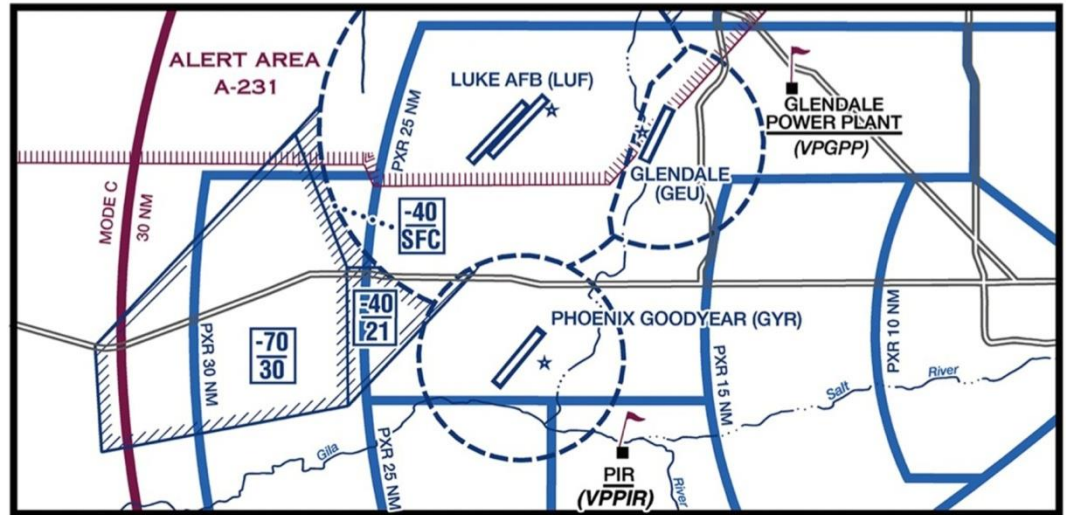 ALERT AREA
A-231
LUKE AFB (LUF)
PXR 25 NM
GLENDALE
POWER PLANT
(VPGPP)
GLENDALE
(GEU)
MODE C
30 NM
-40
SFC
-40
21
-70
30
PHOENIX GOODYEAR (GYR)
PXR 30 NM
PXR 15 NM
PXR 10 NM
Salt
River
Gila
River
PXR 25 NM
PIR
(VPPIR)